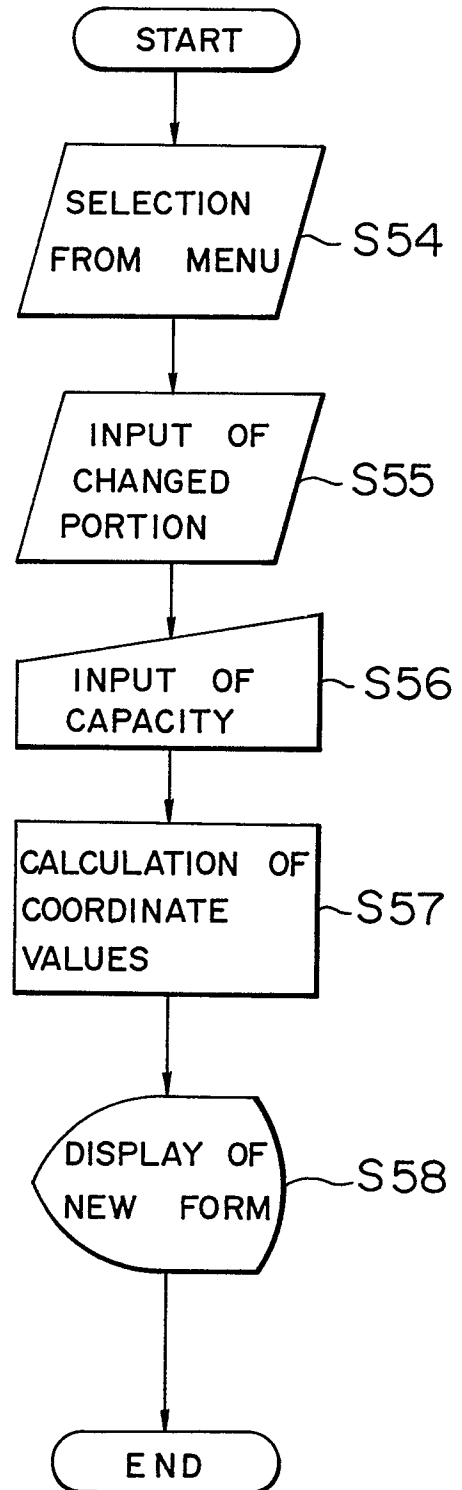 START
SELECTION
FROM MENU
S54
INPUT OF
CHANGED
PORTION
S55
INPUT OF
CAPACITY
S56
CALCULATION OF
COORDINATE
VALUES
S57
DISPLAY OF
NEW FORM
S58
END